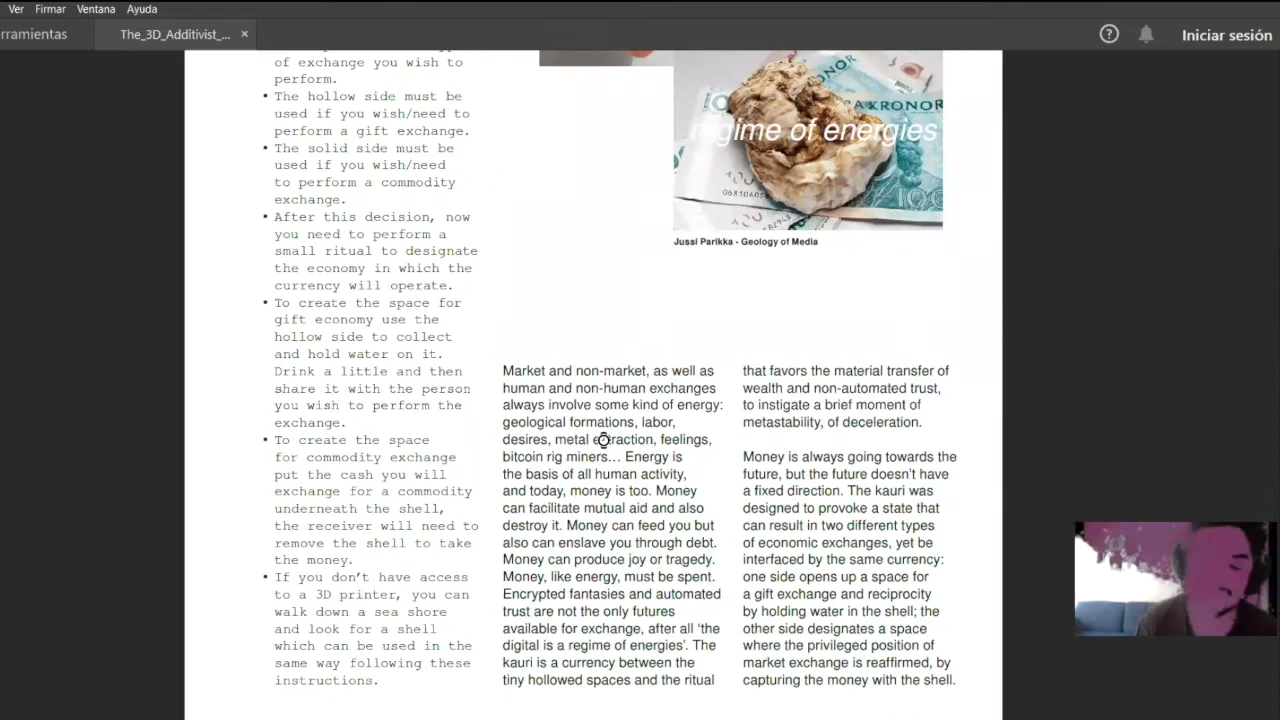 Ver Firmar Ventana Ayuda
erramientas The_3D_Additivist_... × Iniciar sesión
of exchange you wish to
perform.
• The hollow side must be
used if you wish/need to
perform a gift exchange.
• The solid side must be
used if you wish/need
to perform a commodity
exchange.
• After this decision, now
you need to perform a
small ritual to designate
the economy in which the
currency will operate.
• To create the space for
gift economy use the
hollow side to collect
and hold water on it.
Drink a little and then
share it with the person
you wish to perform the
exchange.
• To create the space
for commodity exchange
put the cash you will
exchange for a commodity
underneath the shell,
the receiver will need to
remove the shell to take
the money.
• If you don’t have access
to a 3D printer, you can
walk down a sea shore
and look for a shell
which can be used in the
same way following these
instructions.
KRONOR
regime of energies
Jussi Parikka - Geology of Media
Market and non-market, as well as
human and non-human exchanges
always involve some kind of energy:
geological formations, labor,
desires, metal extraction, feelings,
bitcoin rig miners... Energy is
the basis of all human activity,
and today, money is too. Money
can facilitate mutual aid and also
destroy it. Money can feed you but
also can enslave you through debt.
Money can produce joy or tragedy.
Money, like energy, must be spent.
Encrypted fantasies and automated
trust are not the only futures
available for exchange, after all ‘the
digital is a regime of energies’. The
kauri is a currency between the
tiny hollowed spaces and the ritual
that favors the material transfer of
wealth and non-automated trust,
to instigate a brief moment of
metastability, of deceleration.
Money is always going towards the
future, but the future doesn’t have
a fixed direction. The kauri was
designed to provoke a state that
can result in two different types
of economic exchanges, yet be
interfaced by the same currency:
one side opens up a space for
a gift exchange and reciprocity
by holding water in the shell; the
other side designates a space
where the privileged position of
market exchange is reaffirmed, by
capturing the money with the shell.